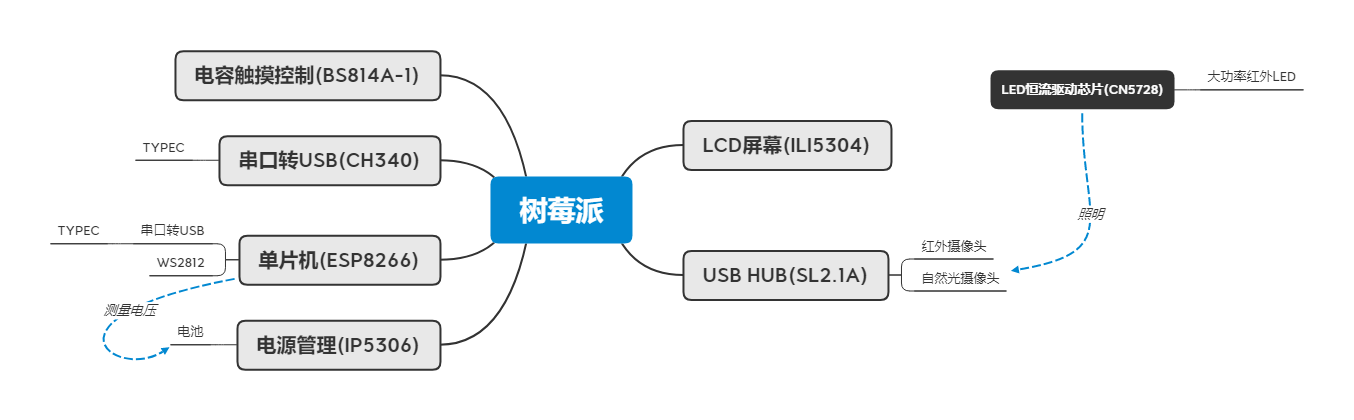 电容触摸控制(BS814A-1)
TYPEC
串口转USB(CH340)
TYPEC
串口转USB
WS2812
单片机(ESP8266)
测量电压
电池
电源管理(IP5306)
树莓派
LCD屏幕(ILI5304)
USB HUB(SL2.1A)
红外摄像头
自然光摄像头
LED恒流驱动芯片(CN5728)
大功率红外LED
照明